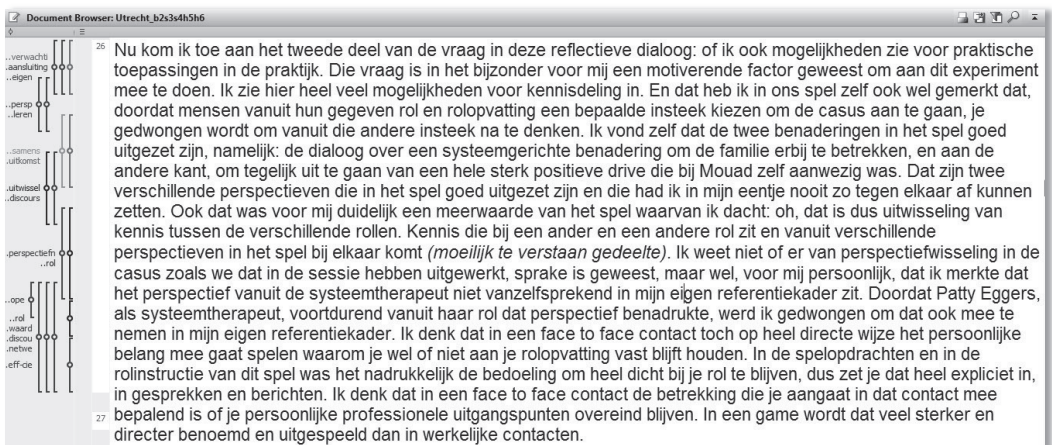 Document Browser: Utrecht_b2s3s4h5h6
..verwachti
..aansluiting
..eigen
..persp
..leren
..samens
..uitkomst
..uitwissel
..discours
..perspectiefn
..rol
..ope
..rol
..waard
..discou
..netwe
..eff-cie
26
Nu kom ik toe aan het tweede deel van de vraag in deze reflectieve dialoog: of ik ook mogelijkheden zie voor praktische
toepassingen in de praktijk. Die vraag is in het bijzonder voor mij een motiverende factor geweest om aan dit experiment
mee te doen. Ik zie hier heel veel mogelijkheden voor kennisdeling in. En dat heb ik in ons spel zelf ook wel gemerkt dat,
doordat mensen vanuit hun gegeven rol en rolopvatting een bepaalde insteek kiezen om de casus aan te gaan, je
gedwongen wordt om vanuit die andere insteek na te denken. Ik vond zelf dat de twee benaderingen in het spel goed
uitgezet zijn, namelijk: de dialoog over een systeemgerichte benadering om de familie erbij te betrekken, en aan de
andere kant, om tegelijk uit te gaan van een hele sterk positieve drive die bij Mouad zelf aanwezig was. Dat zijn twee
verschillende perspectieven die in het spel goed uitgezet zijn en die had ik in mijn eentje nooit zo tegen elkaar af kunnen
zetten. Ook dat was voor mij duidelijk een meerwaarde van het spel waarvan ik dacht: oh, dat is dus uitwisseling van
kennis tussen de verschillende rollen. Kennis die bij een ander en een andere rol zit en vanuit verschillende
perspectieven in het spel bij elkaar komt (moeilijk te verstaan gedeelte). Ik weet niet of er van perspectiefwisseling in de
casus zoals we dat in de sessie hebben uitgewerkt, sprake is geweest, maar wel, voor mij persoonlijk, dat ik merkte dat
het perspectief vanuit de systeemtherapeut niet vanzelfsprekend in mijn eigen referentiekader zit. Doordat Patty Eggers,
als systeemtherapeut, voortdurend vanuit haar rol dat perspectief benadrukte, werd ik gedwongen om dat ook mee te
nemen in mijn eigen referentiekader. Ik denk dat in een face to face contact toch op heel directe wijze het persoonlijke
belang mee gaat spelen waarom je wel of niet aan je rolopvatting vast blijft houden. In de spelopdrachten en in de
rolinstructie van dit spel was het nadrukkelijk de bedoeling om heel dicht bij je rol te blijven, dus zet je dat heel expliciet in,
in gesprekken en berichten. Ik denk dat in een face to face contact de betrekking die je aangaat in dat contact mee
27
bepalend is of je persoonlijke professionele uitgangspunten overeind blijven. In een game wordt dat veel sterker en
directer benoemd en uitgespeeld dan in werkelijke contacten.